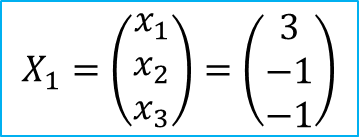 X₁ = (x₁ x₂ x₃) = (3 −1 −1)